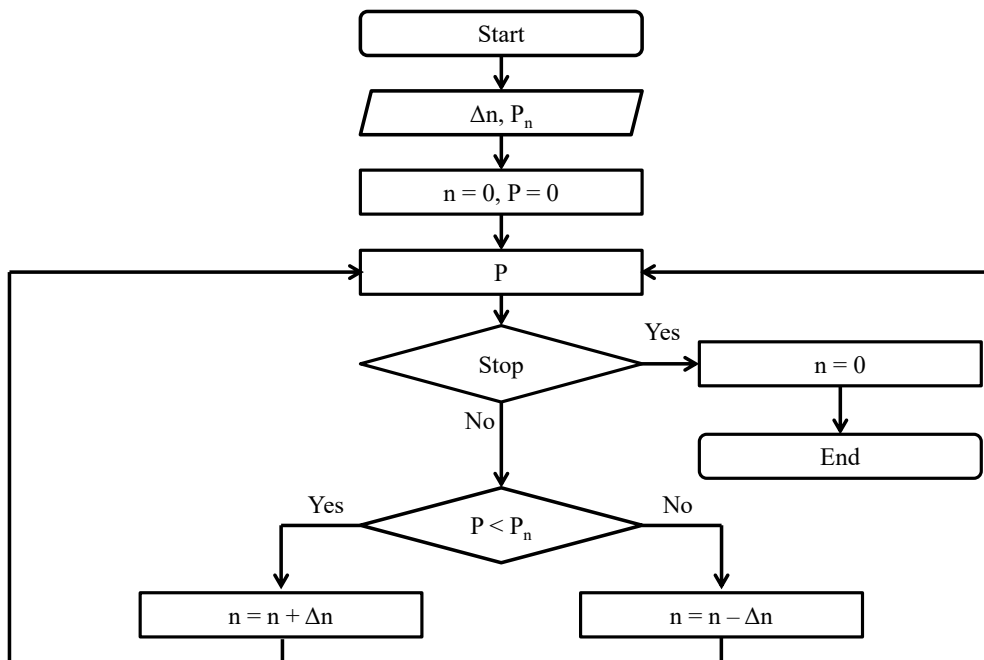 Start
Δn, Pₙ
n = 0, P = 0
P
Yes
Stop
n = 0
No
End
Yes
No
P < Pₙ
n = n + Δn
n = n – Δn